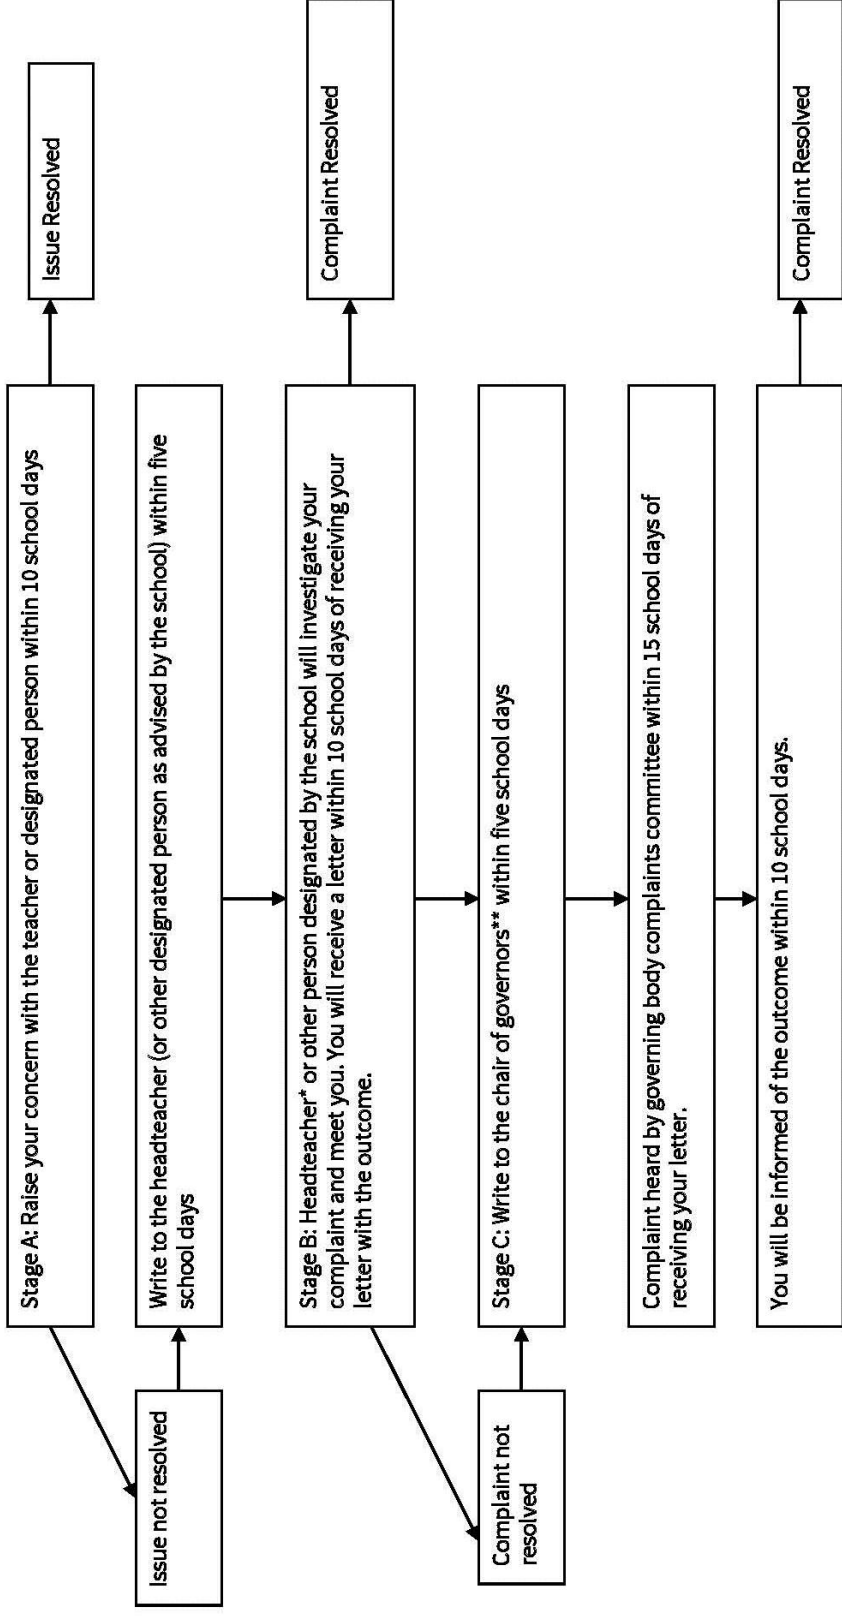 Stage A: Raise your concern with the teacher or designated person within 10 school days
Issue Resolved
Issue not resolved
Write to the headteacher (or other designated person as advised by the school) within five
school days
Stage B: Headteacher* or other person designated by the school will investigate your
complaint and meet you. You will receive a letter within 10 school days of receiving your
letter with the outcome.
Complaint Resolved
Complaint not
resolved
Stage C: Write to the chair of governors** within five school days
Complaint heard by governing body complaints committee within 15 school days of
receiving your letter.
You will be informed of the outcome within 10 school days.
Complaint Resolved